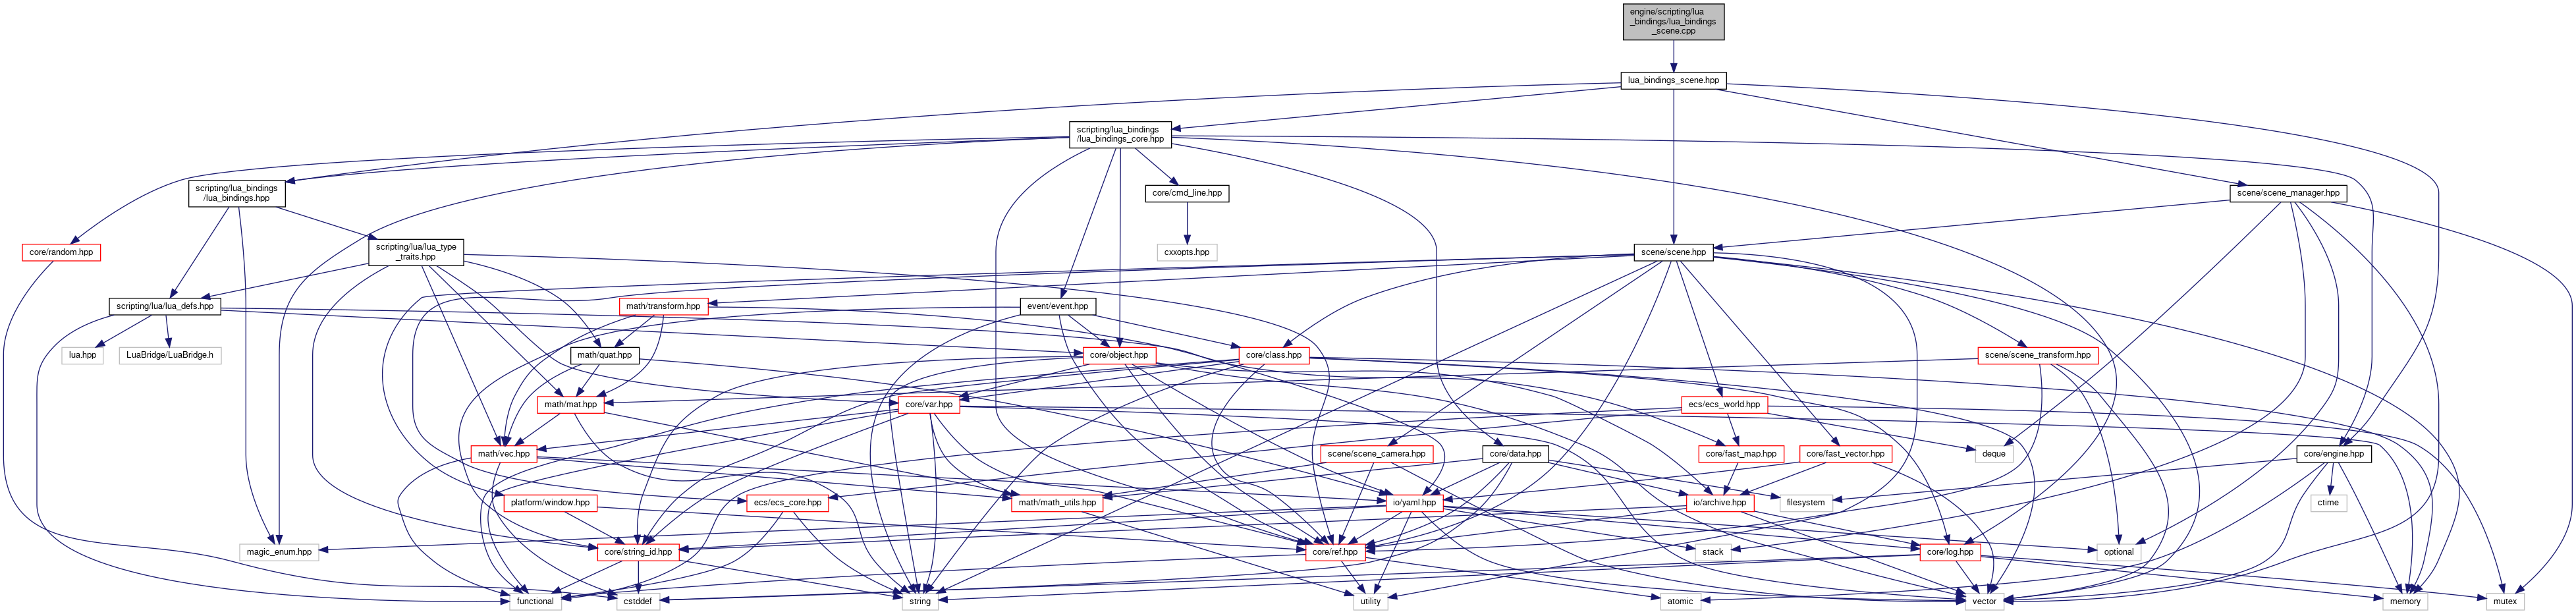 engine/scripting/lua
_bindings/lua_bindings
_scene.cpp
lua_bindings_scene.hpp
scripting/lua_bindings
/lua_bindings_core.hpp
scripting/lua_bindings
/lua_bindings.hpp
core/cmd_line.hpp
scene/scene_manager.hpp
core/random.hpp
scripting/lua/lua_type
_traits.hpp
cxxopts.hpp
scene/scene.hpp
scripting/lua/lua_defs.hpp
math/transform.hpp
event/event.hpp
lua.hpp
LuaBridge/LuaBridge.h
math/quat.hpp
core/object.hpp
core/class.hpp
scene/scene_transform.hpp
math/mat.hpp
core/var.hpp
ecs/ecs_world.hpp
math/vec.hpp
scene/scene_camera.hpp
core/data.hpp
core/fast_map.hpp
core/fast_vector.hpp
deque
core/engine.hpp
platform/window.hpp
ecs/ecs_core.hpp
math/math_utils.hpp
io/yaml.hpp
io/archive.hpp
filesystem
ctime
magic_enum.hpp
core/string_id.hpp
core/ref.hpp
stack
core/log.hpp
optional
functional
cstddef
string
utility
atomic
vector
memory
mutex